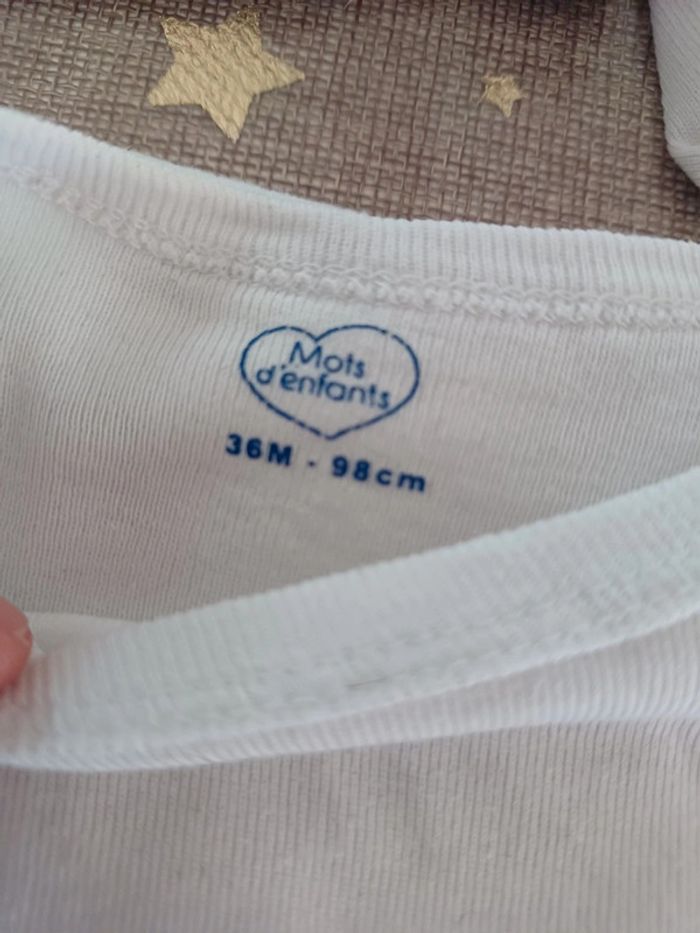 Mots
d'enfants
36M - 98cm